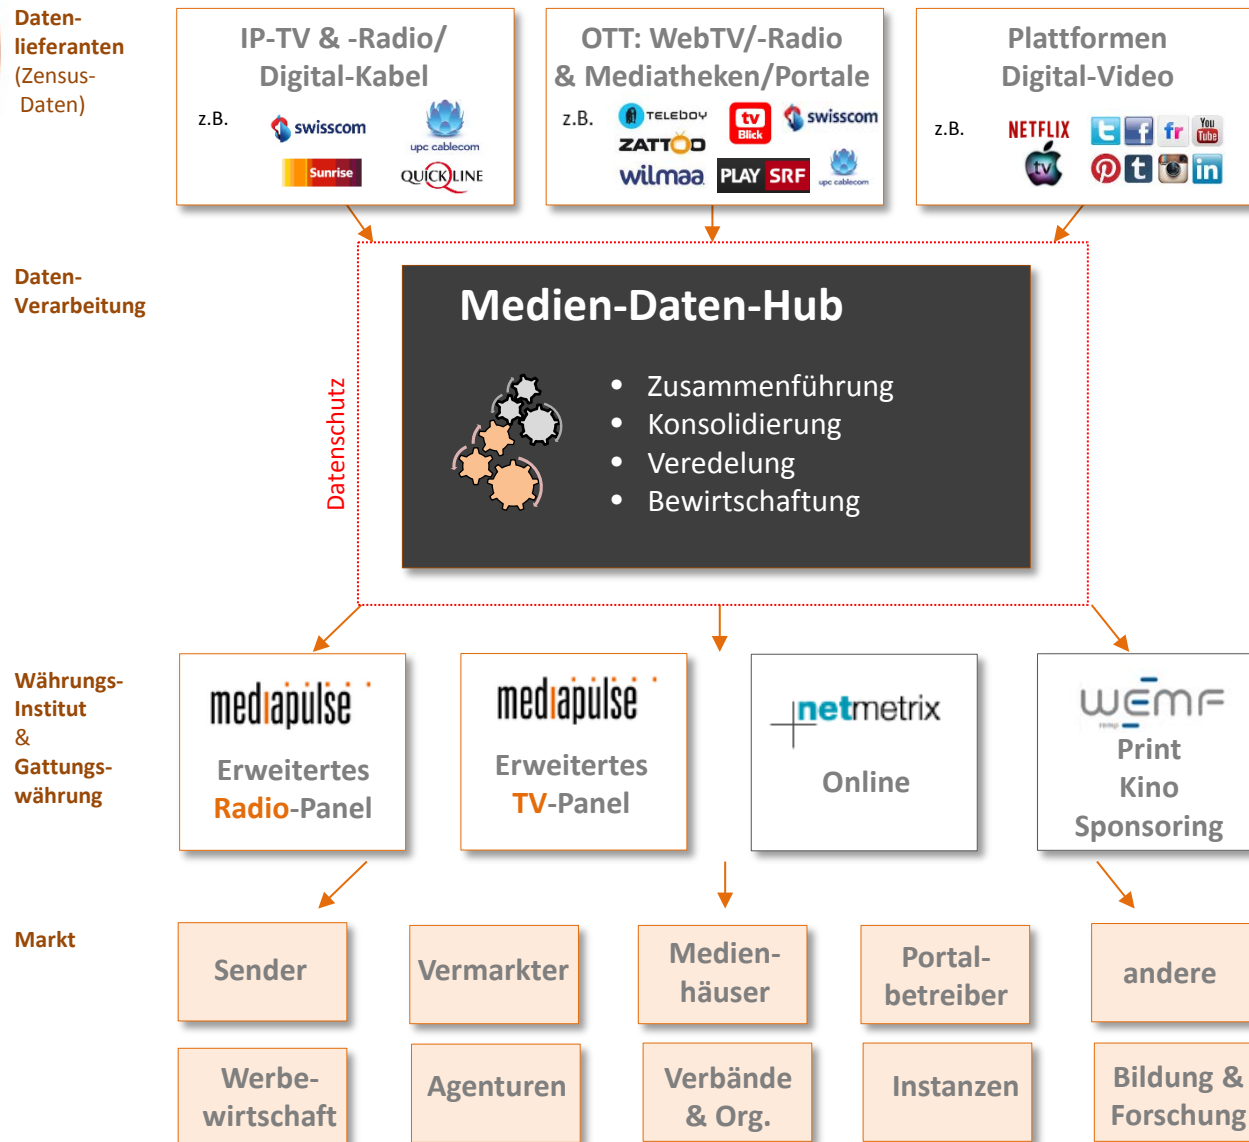 Daten-
lieferanten
(Zensus-
Daten)
IP-TV & -Radio/
Digital-Kabel
z.B.
swisscom
upc cablecom
Sunrise
QUICKLINE
OTT: WebTV/-Radio
& Mediatheken/Portale
z.B.
TELEBOY
tv
Blick
swisscom
ZATTOO
wilmaa
PLAY SRF
upc cablecom
Plattformen
Digital-Video
z.B.
NETFLIX
t f fr You
Tube
tv
p t in
Daten-
Verarbeitung
Datenschutz
Medien-Daten-Hub
• Zusammenführung
• Konsolidierung
• Veredelung
• Bewirtschaftung
Währungs-
Institut
&
Gattungs-
währung
mediapulse
Erweitertes
Radio-Panel
mediapulse
Erweitertes
TV-Panel
netmetrix
Online
WEMF
remp
Print
Kino
Sponsoring
Markt
Sender
Vermarkter
Medien-
häuser
Portal-
betreiber
andere
Werbe-
wirtschaft
Agenturen
Verbände
& Org.
Instanzen
Bildung &
Forschung